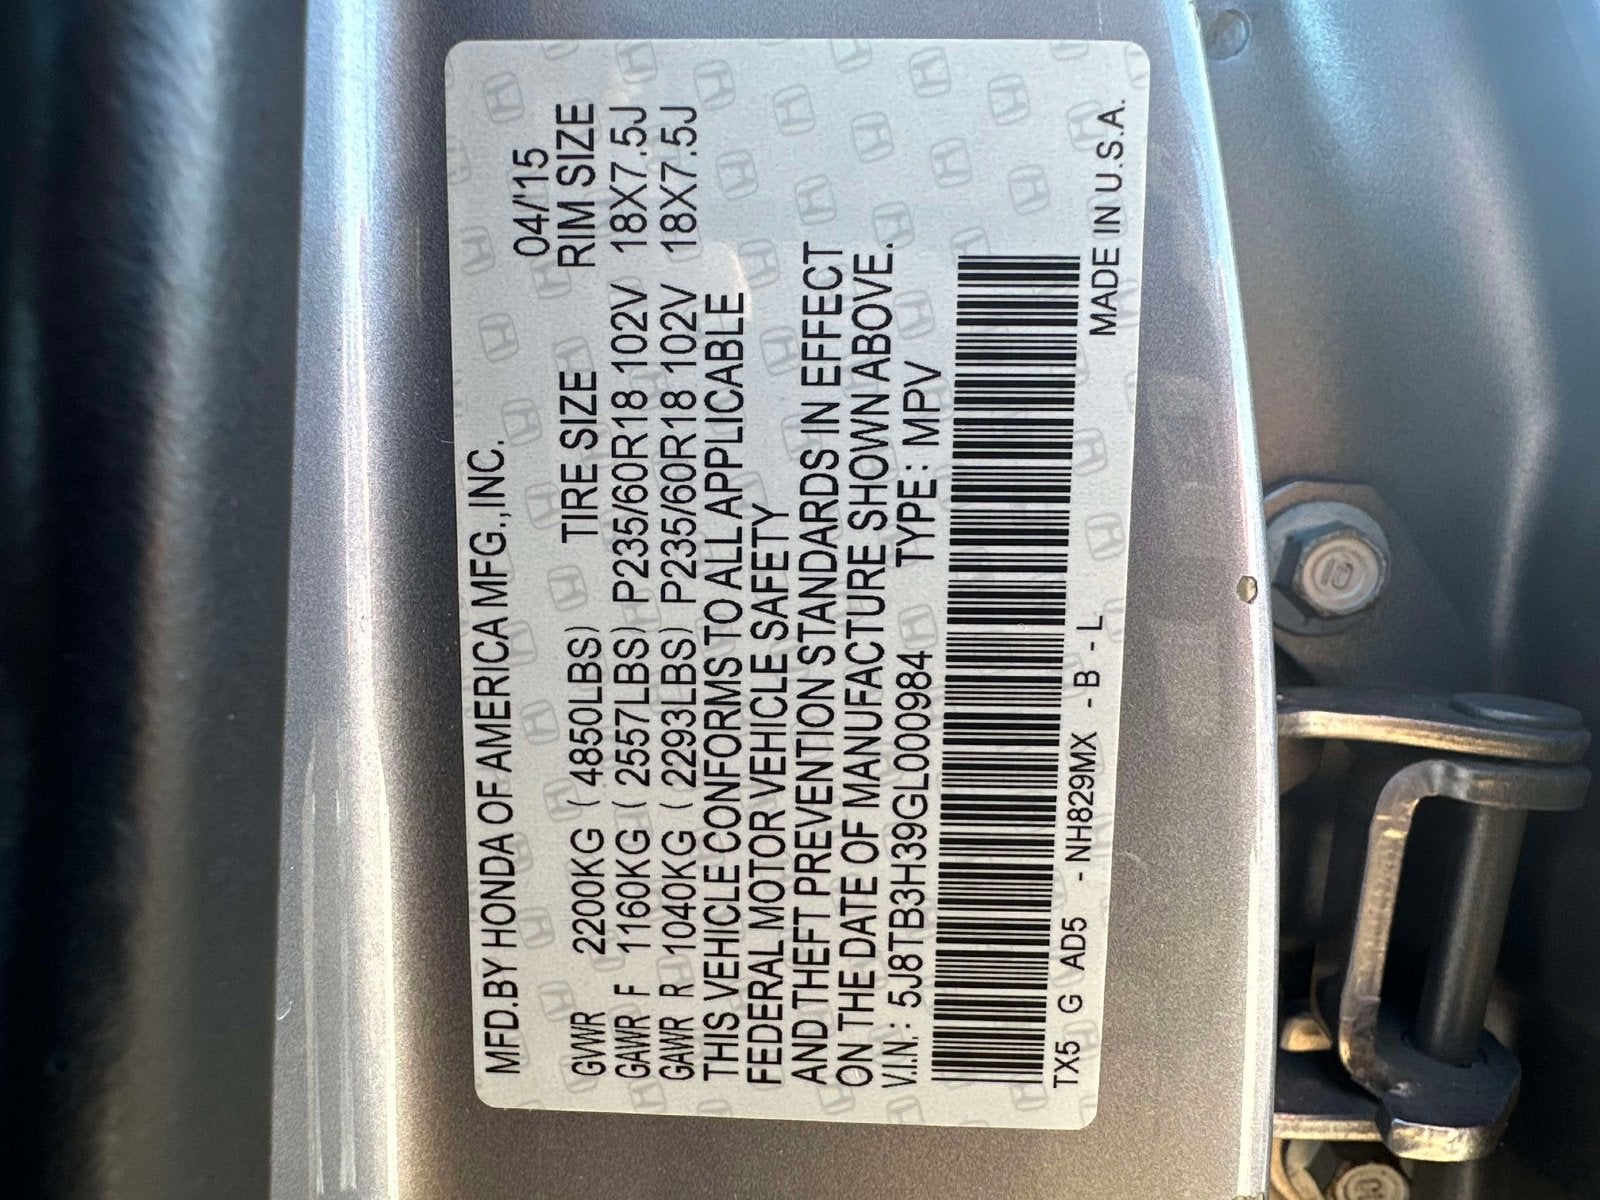 MFD.BY HONDA OF AMERICA MFG.,INC.
04/'15
GVWR 2200KG ( 4850LBS) TIRE SIZE RIM SIZE
GAWR F 1160KG ( 2557LBS) P235/60R18 102V 18X7.5J
GAWR R 1040KG ( 2293LBS) P235/60R18 102V 18X7.5J
THIS VEHICLE CONFORMS TO ALL APPLICABLE
FEDERAL MOTOR VEHICLE SAFETY
AND THEFT PREVENTION STANDARDS IN EFFECT
ON THE DATE OF MANUFACTURE SHOWN ABOVE.
V.I.N.: 5J8TB3H39GL000984 TYPE: MPV
TX5 G AD5 - NH829MX - B - L MADE IN U.S.A.